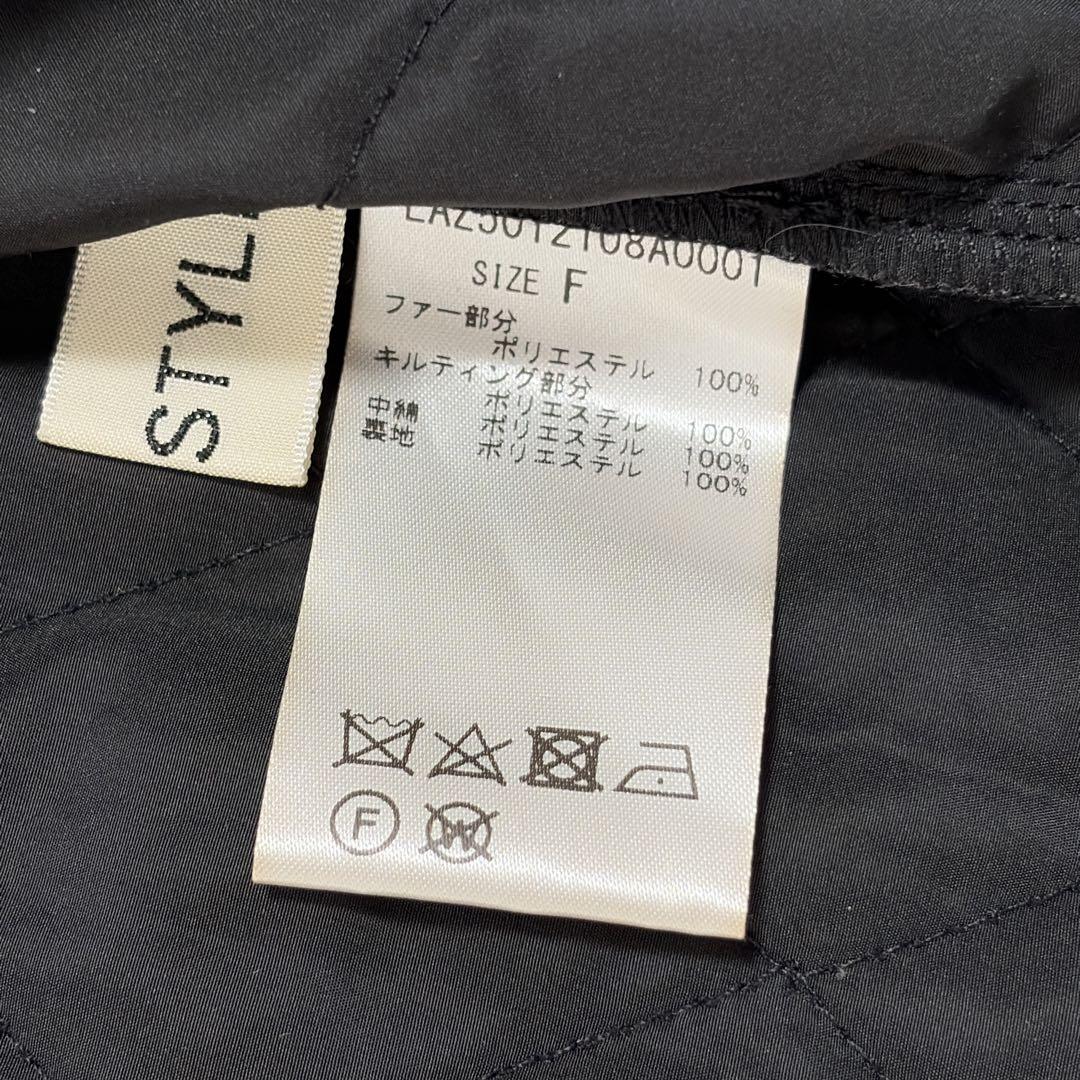 STYL
EAZ5012108A0001
SIZE F
ファー部分
ポリエステル 100%
キルティング部分
ポリエステル 100%
中綿 ポリエステル 100%
裏地 ポリエステル 100%
F
W